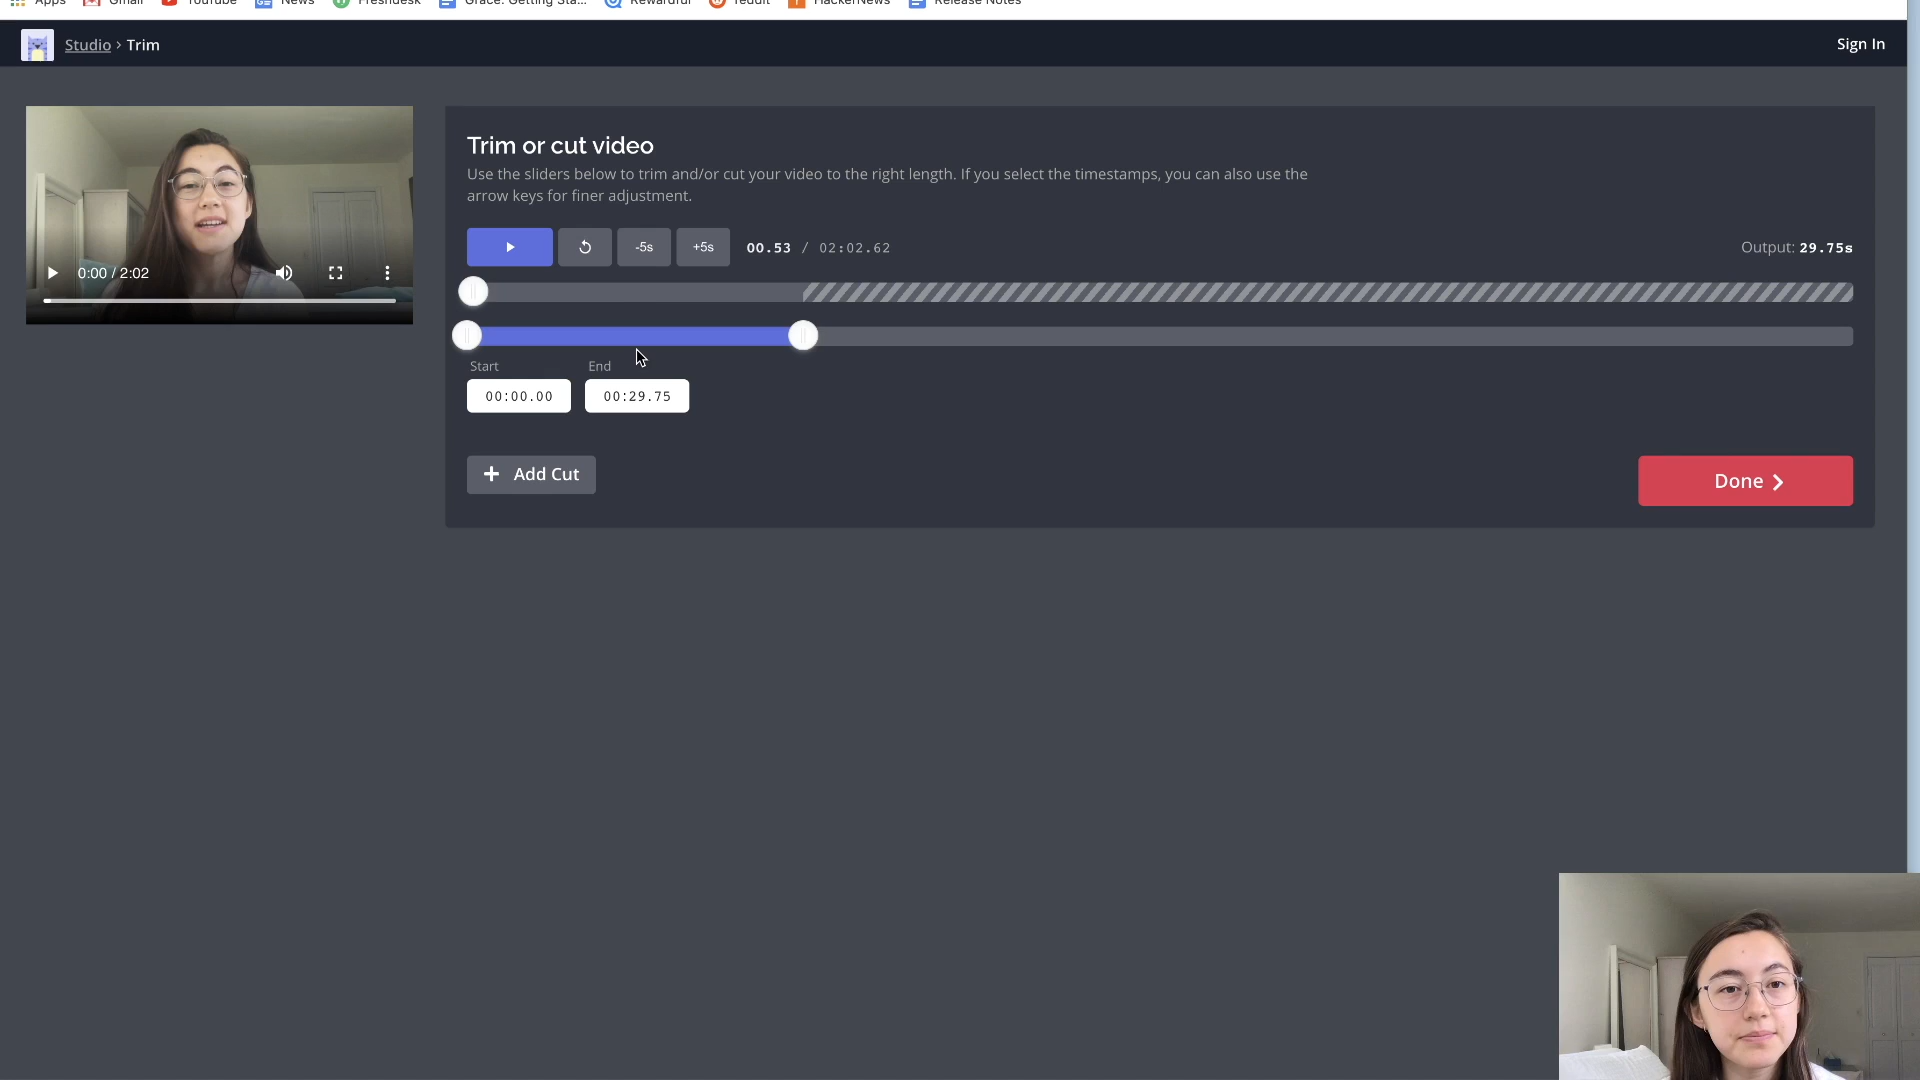 Apps Gmail YouTube News Freshdesk Grace: Getting Sta... Rewardful reddit HackerNews Release Notes
Studio › Trim
Sign In
0:00 / 2:02
Trim or cut video
Use the sliders below to trim and/or cut your video to the right length. If you select the timestamps, you can also use the
arrow keys for finer adjustment.
-5s +5s 00.53 / 02:02.62
Output: 29.75s
Start End
00:00.00 00:29.75
+ Add Cut
Done >